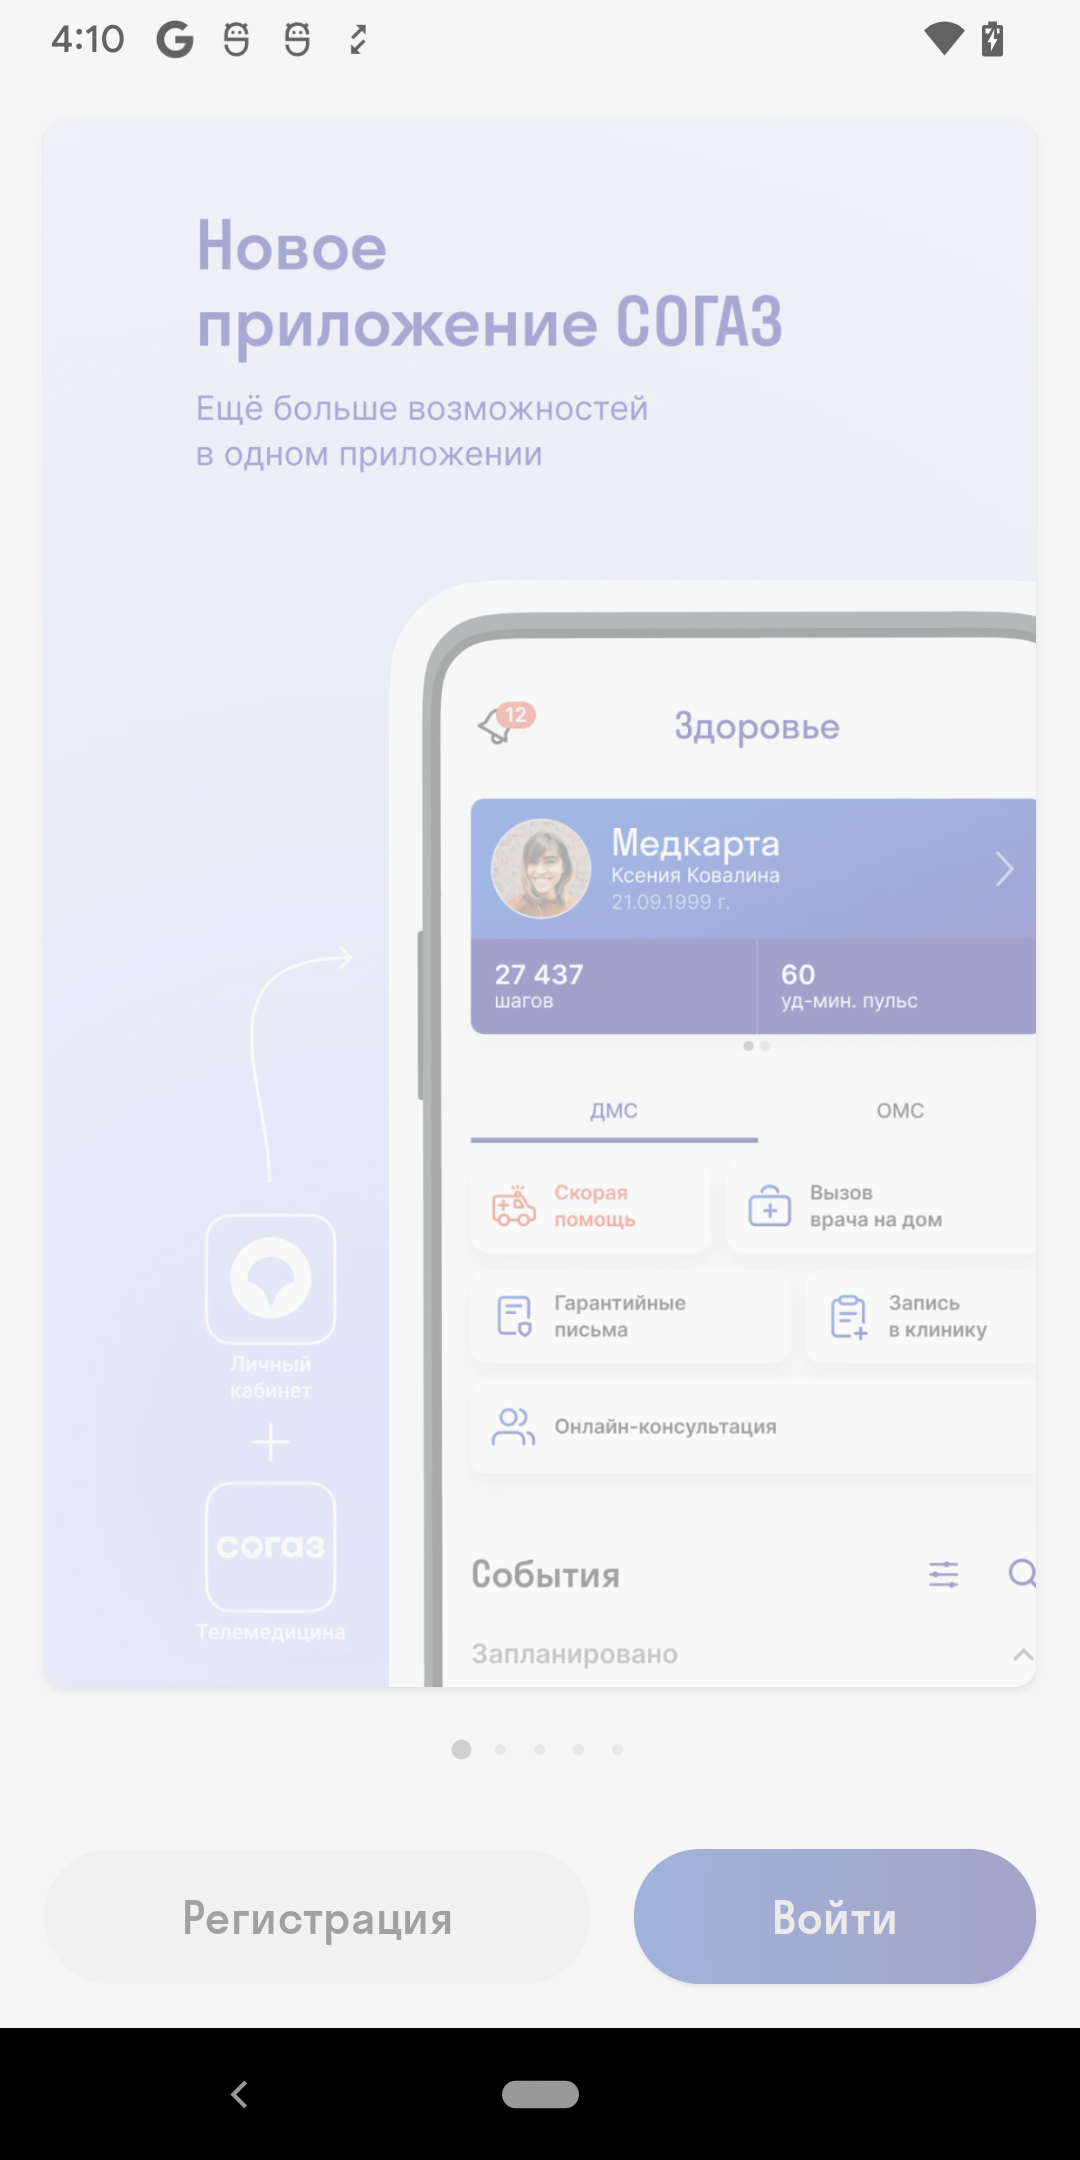 4:10
Новое
приложение СОГАЗ
Ещё больше возможностей
в одном приложении
12
Здоровье
Медкарта
Ксения Ковалина
21.09.1999 г.
27 437
шагов
60
уд-мин. пульс
ДМС
ОМС
Скорая
помощь
Вызов
врача на дом
Гарантийные
письма
Запись
в клинику
Онлайн-консультация
Личный
кабинет
согаз
Телемедицина
События
Запланировано
Регистрация
Войти